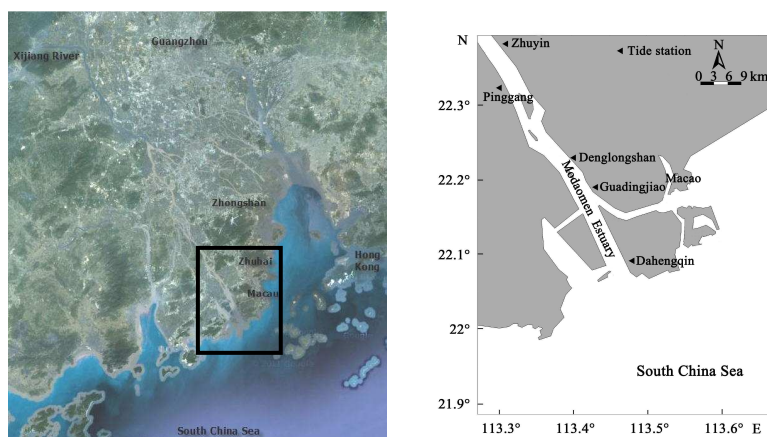 Guangzhou
Xijiang River
Zhongshan
Zhuhai
Hong
Kong
Macau
South China Sea
N
Zhuyin
Tide station
N
0 3 6 9 km
22.3°
Pinggang
Denglongshan
Macao
22.2°
Guadingjiao
Modaomen Estuary
22.1°
Dahengqin
22°
South China Sea
21.9°
113.3° 113.4° 113.5° 113.6° E